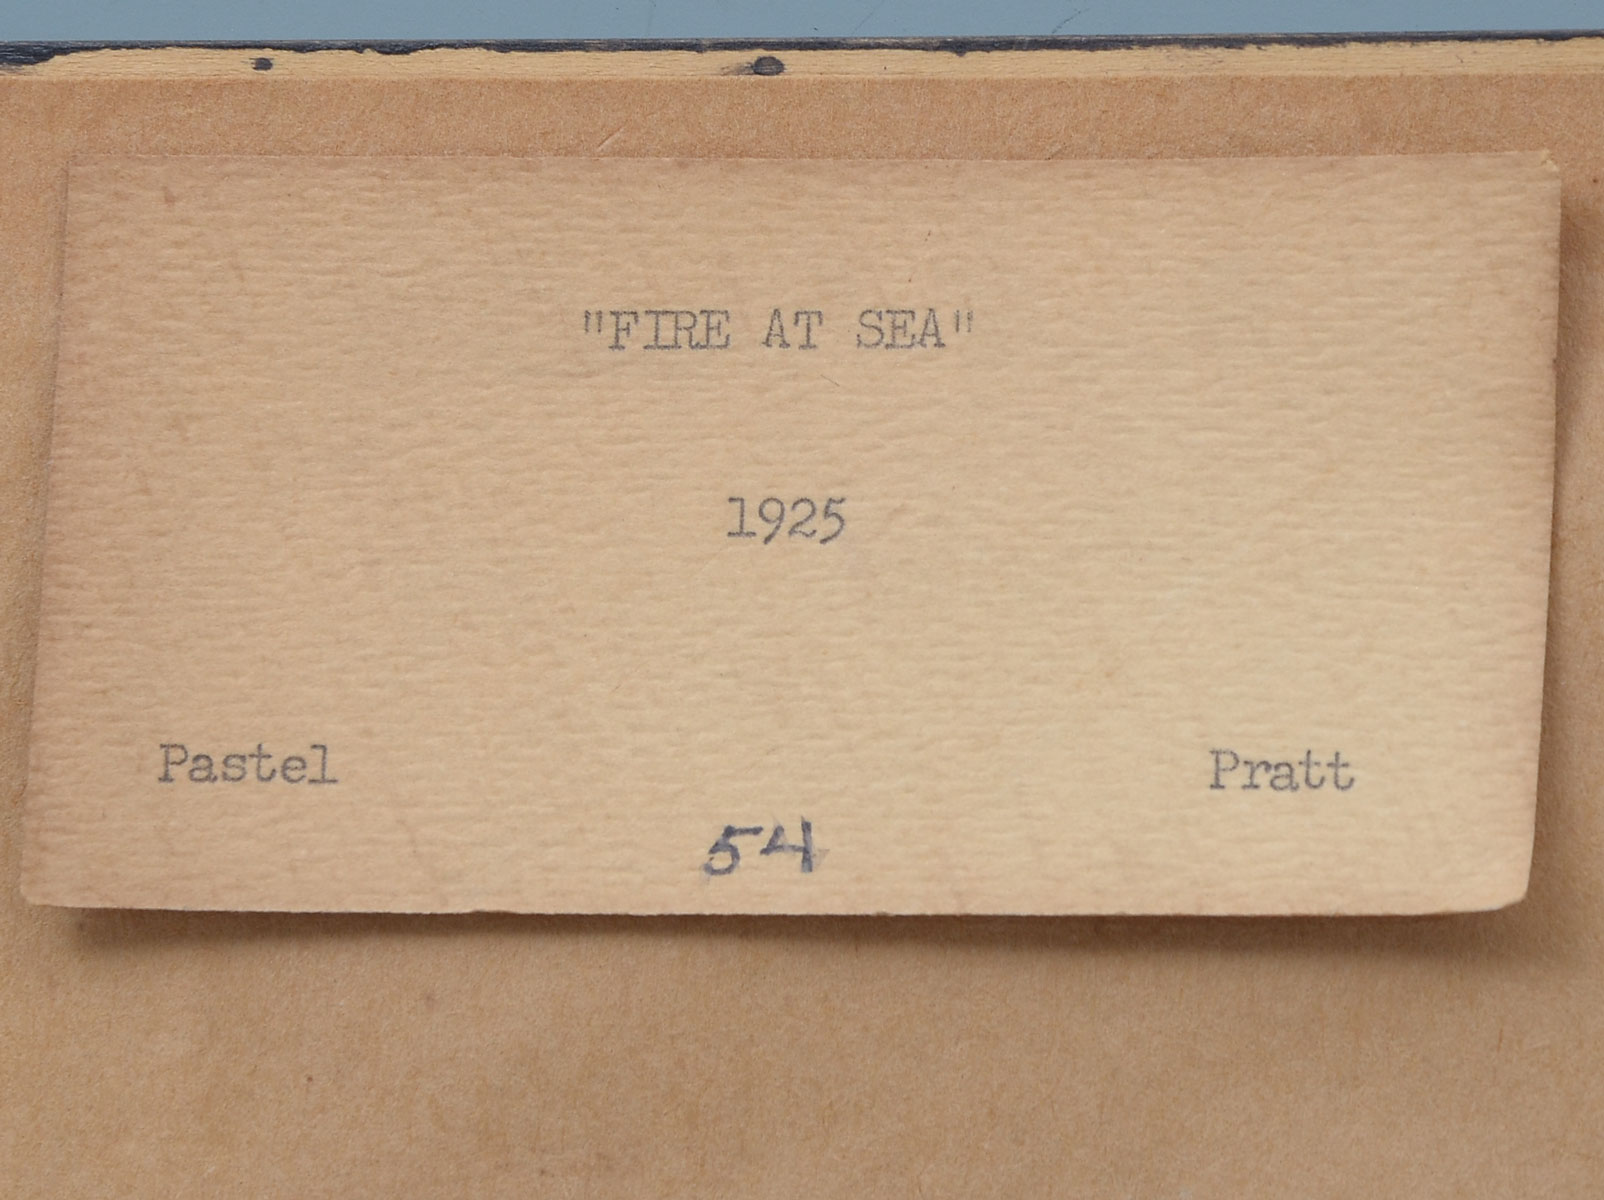 "FIRE AT SEA"
1925
Pastel Pratt
54